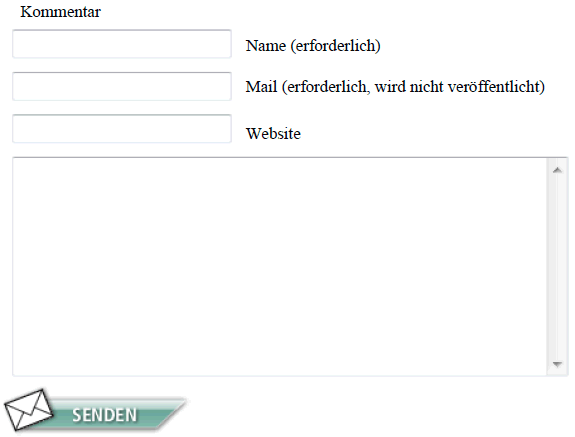 Kommentar
Name (erforderlich)
Mail (erforderlich, wird nicht veröffentlicht)
Website
SENDEN